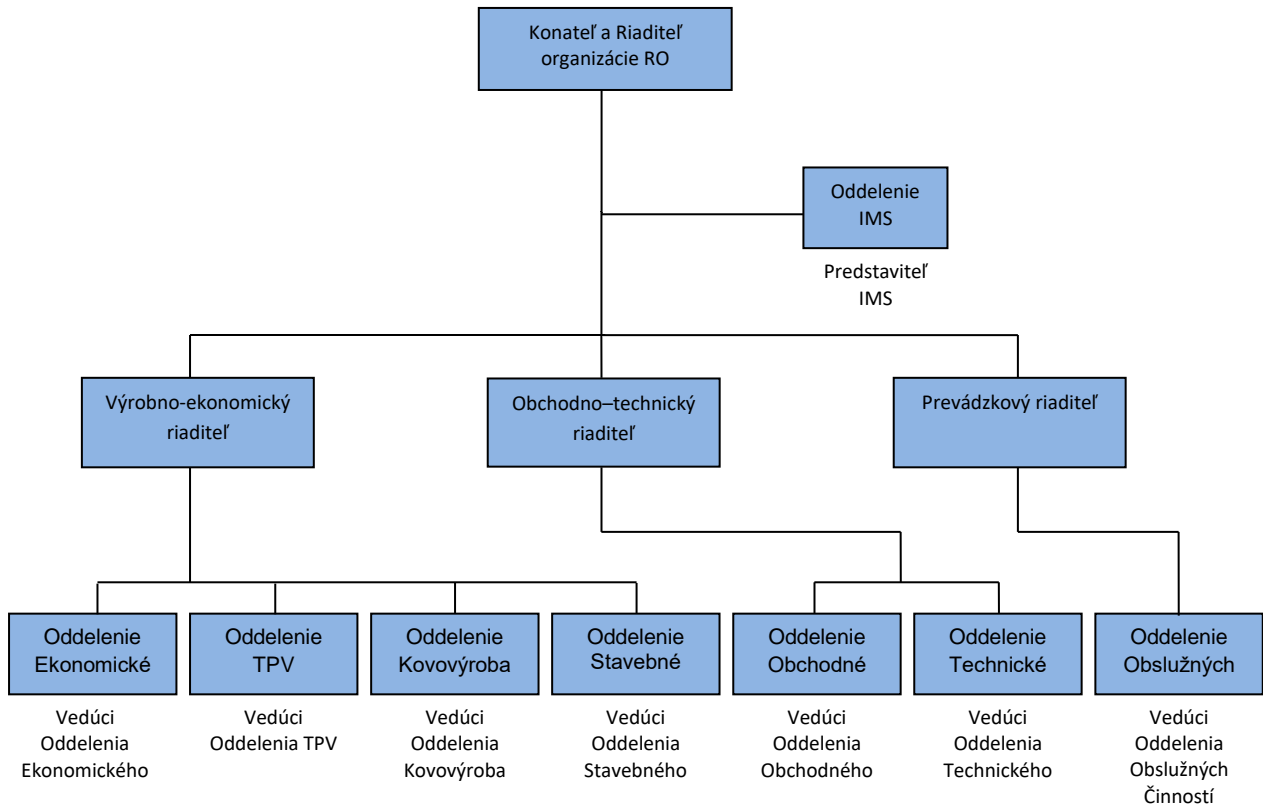 Konateľ a Riaditeľ
organizácie RO
Oddelenie
IMS
Predstaviteľ
IMS
Výrobno-ekonomický
riaditeľ
Obchodno–technický
riaditeľ
Prevádzkový riaditeľ
Oddelenie
Ekonomické
Oddelenie
TPV
Oddelenie
Kovovýroba
Oddelenie
Stavebné
Oddelenie
Obchodné
Oddelenie
Technické
Oddelenie
Obslužných
Vedúci
Oddelenia
Ekonomického
Vedúci
Oddelenia TPV
Vedúci
Oddelenia
Kovovýroba
Vedúci
Oddelenia
Stavebného
Vedúci
Oddelenia
Obchodného
Vedúci
Oddelenia
Technického
Vedúci
Oddelenia
Obslužných
Činností